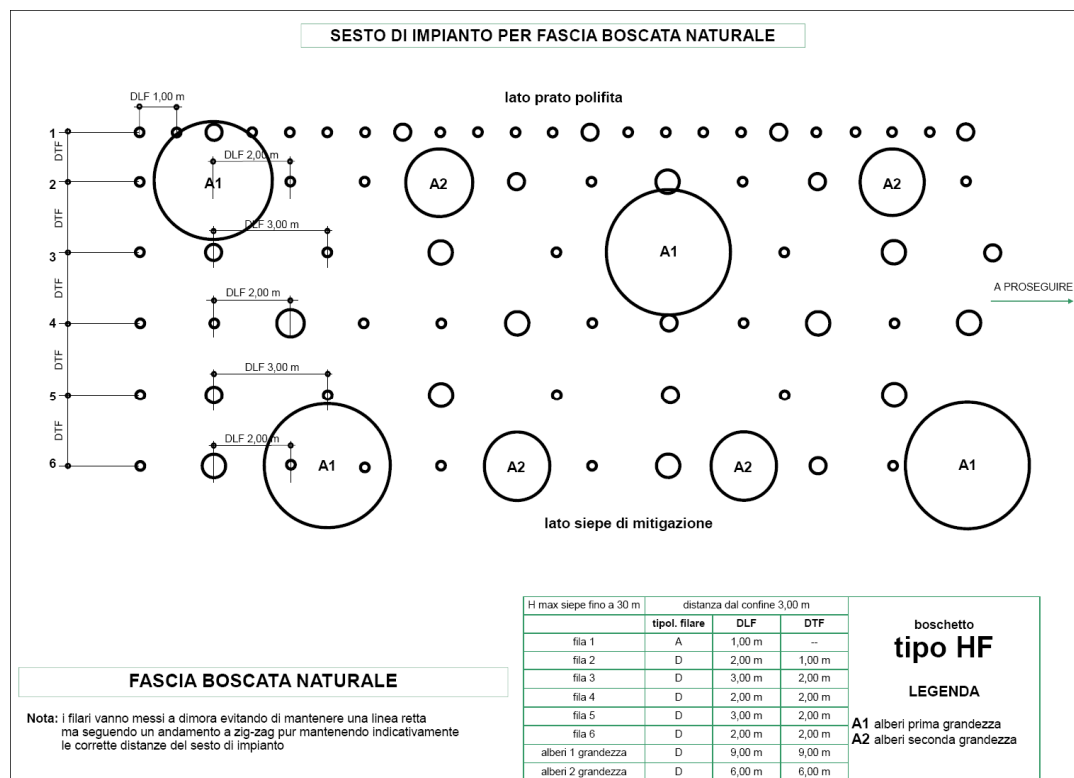 SESTO DI IMPIANTO PER FASCIA BOSCATA NATURALE
DLF 1,00 m
lato prato polifita
1
DTF
DLF 2,00 m
2
A1
A2
A2
DTF
DLF 3,00 m
3
A1
DTF
A PROSEGUIRE
DLF 2,00 m
4
DTF
DLF 3,00 m
5
DTF
DLF 2,00 m
6
A1
A2
A2
A1
lato siepe di mitigazione
H max siepe fino a 30 m distanza dal confine 3,00 m
tipol. filare DLF DTF
fila 1 A 1,00 m --
fila 2 D 2,00 m 1,00 m
fila 3 D 3,00 m 2,00 m
fila 4 D 2,00 m 2,00 m
fila 5 D 3,00 m 2,00 m
fila 6 D 2,00 m 2,00 m
alberi 1 grandezza D 9,00 m 9,00 m
alberi 2 grandezza D 6,00 m 6,00 m
boschetto
tipo HF
LEGENDA
A1 alberi prima grandezza
A2 alberi seconda grandezza
FASCIA BOSCATA NATURALE
Nota: i filari vanno messi a dimora evitando di mantenere una linea retta
ma seguendo un andamento a zig-zag pur mantenendo indicativamente
le corrette distanze del sesto di impianto